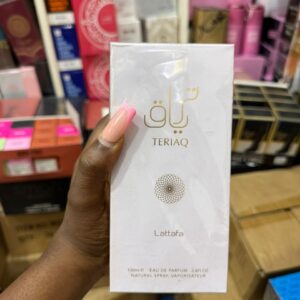 ترياق
TERIAQ
Lattafa
100ml ℮ EAU DE PARFUM 3.4FL.OZ
NATURAL SPRAY VAPORISATEUR